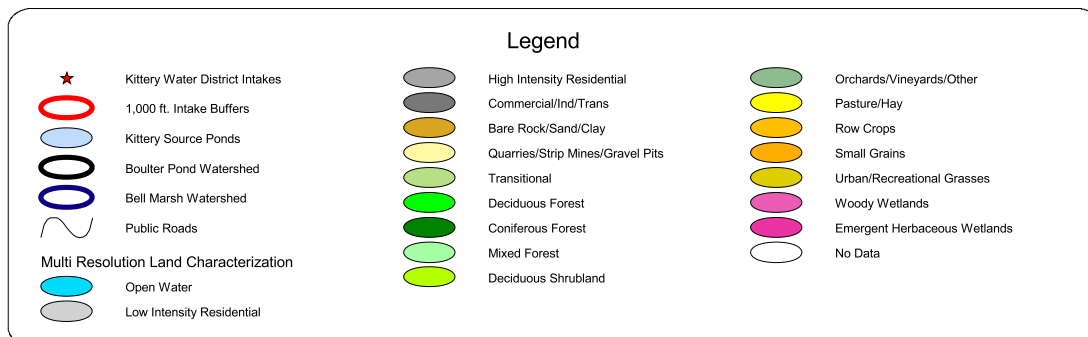 Legend
Kittery Water District Intakes
1,000 ft. Intake Buffers
Kittery Source Ponds
Boulter Pond Watershed
Bell Marsh Watershed
Public Roads
Multi Resolution Land Characterization
Open Water
Low Intensity Residential
High Intensity Residential
Commercial/Ind/Trans
Bare Rock/Sand/Clay
Quarries/Strip Mines/Gravel Pits
Transitional
Deciduous Forest
Coniferous Forest
Mixed Forest
Deciduous Shrubland
Orchards/Vineyards/Other
Pasture/Hay
Row Crops
Small Grains
Urban/Recreational Grasses
Woody Wetlands
Emergent Herbaceous Wetlands
No Data